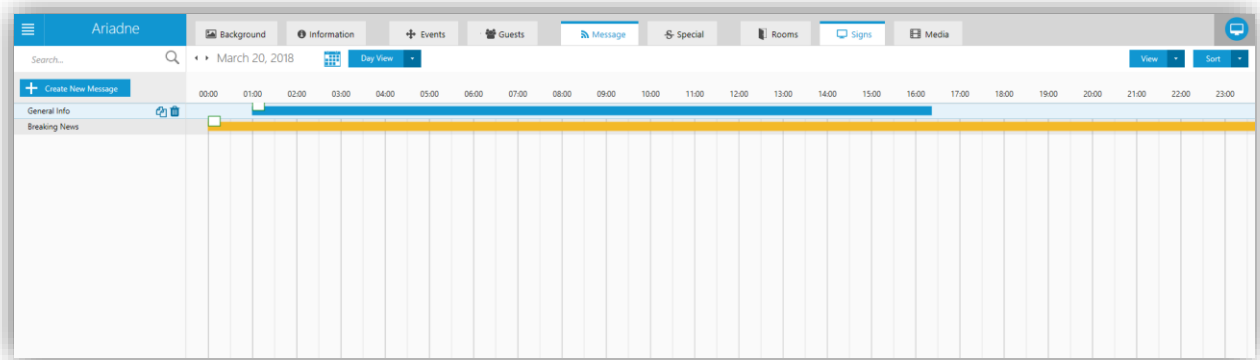 Ariadne Background Information Events Guests Message Special Rooms Signs Media
Search... March 20, 2018 Day View View Sort
Create New Message 00:00 01:00 02:00 03:00 04:00 05:00 06:00 07:00 08:00 09:00 10:00 11:00 12:00 13:00 14:00 15:00 16:00 17:00 18:00 19:00 20:00 21:00 22:00 23:00
General Info
Breaking News